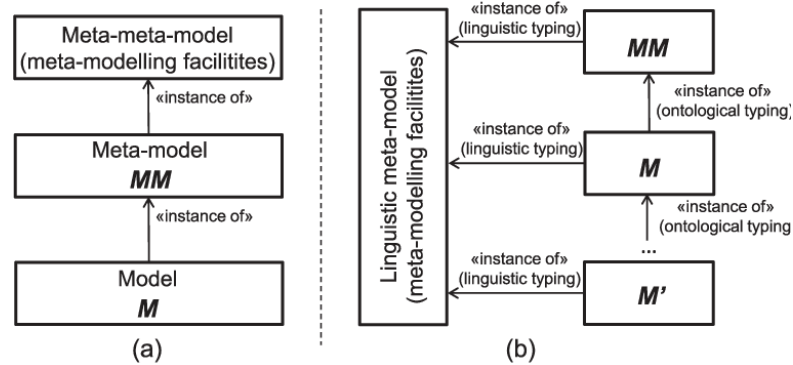 Meta-meta-model
(meta-modelling facilitites)
«instance of»
Meta-model
MM
«instance of»
Model
M
(a)
Linguistic meta-model
(meta-modelling facilitites)
«instance of»
(linguistic typing)
MM
«instance of»
(ontological typing)
«instance of»
(linguistic typing)
M
«instance of»
(ontological typing)
...
«instance of»
(linguistic typing)
M'
(b)